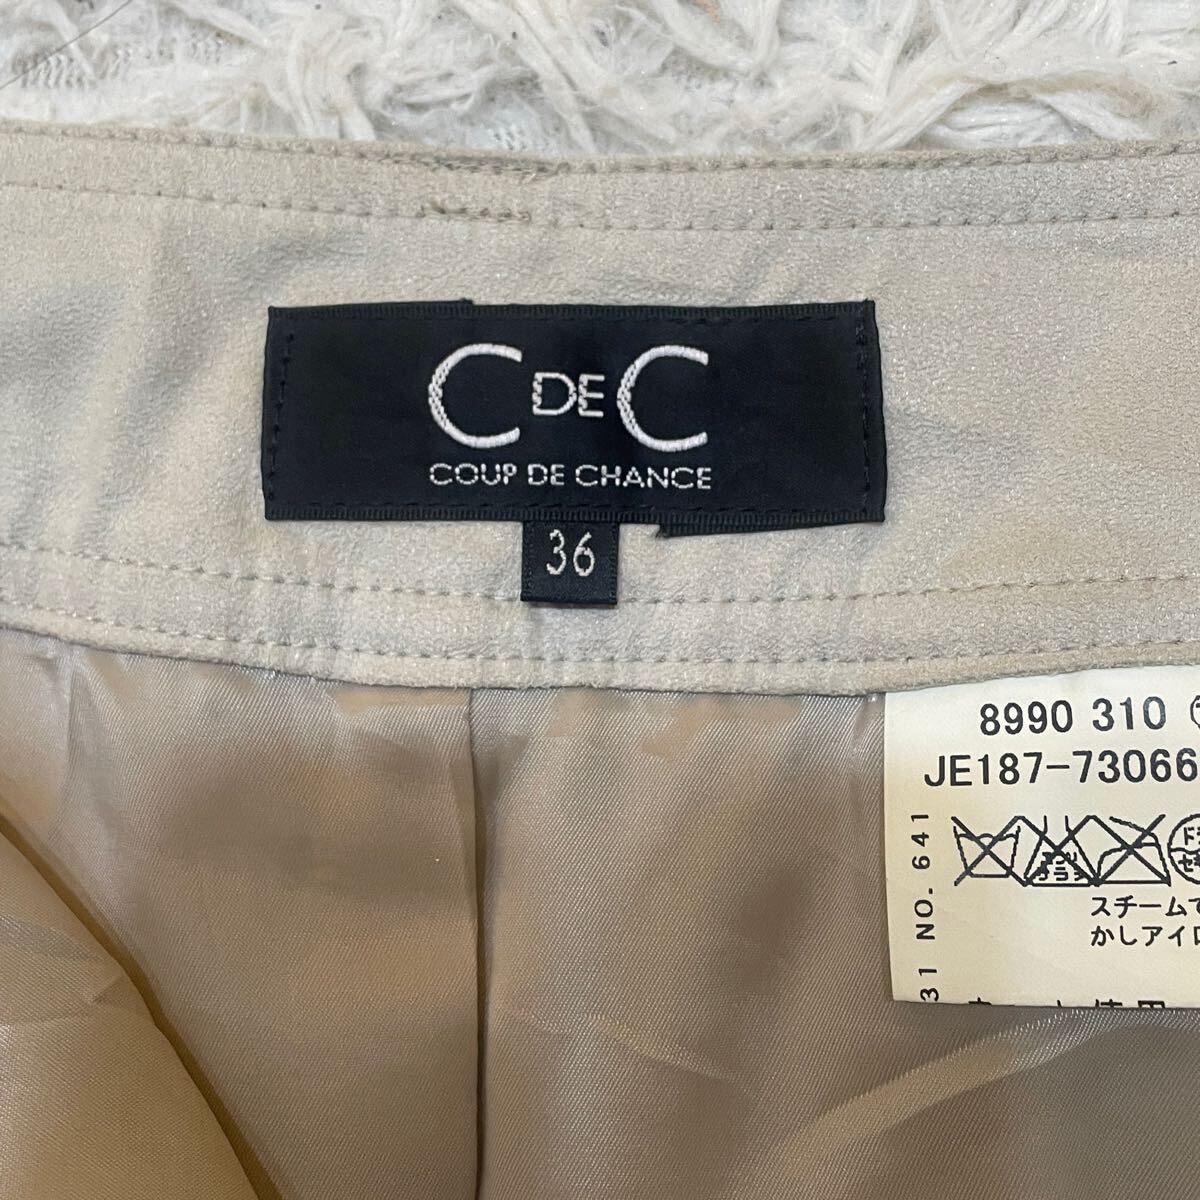 C DE C
COUP DE CHANCE
36
8990 310
JE187-73066
31 NO. 641
スチームで
かしアイロ